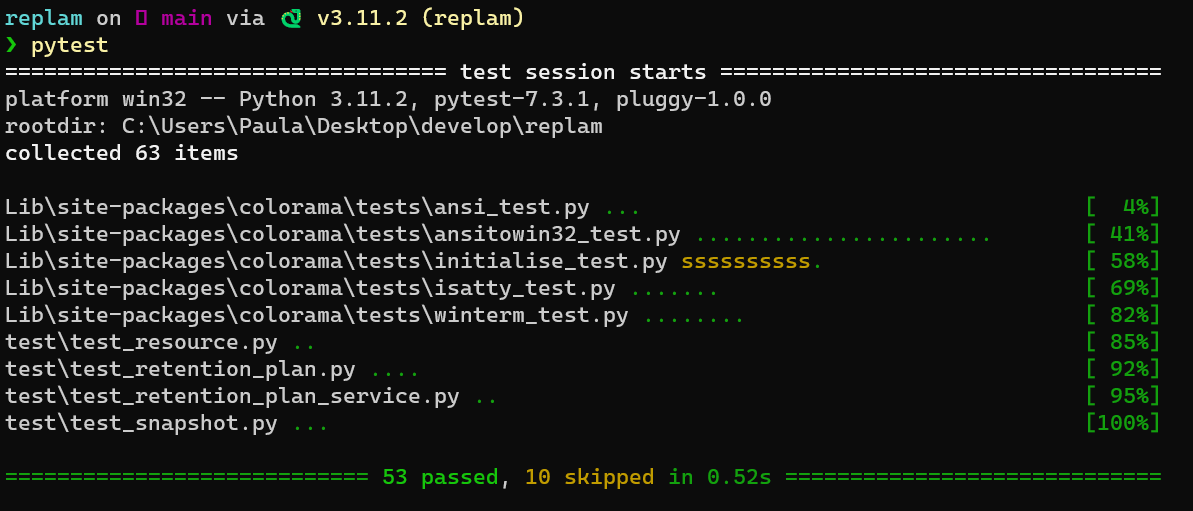 replam on main via v3.11.2 (replam)
❯ pytest
================================== test session starts ==================================
platform win32 -- Python 3.11.2, pytest-7.3.1, pluggy-1.0.0
rootdir: C:\Users\Paula\Desktop\develop\replam
collected 63 items
Lib\site-packages\colorama\tests\ansi_test.py ... [  4%]
Lib\site-packages\colorama\tests\ansitowin32_test.py ....................... [ 41%]
Lib\site-packages\colorama\tests\initialise_test.py ssssssssss. [ 58%]
Lib\site-packages\colorama\tests\isatty_test.py ....... [ 69%]
Lib\site-packages\colorama\tests\winterm_test.py ........ [ 82%]
test\test_resource.py .. [ 85%]
test\test_retention_plan.py .... [ 92%]
test\test_retention_plan_service.py .. [ 95%]
test\test_snapshot.py ... [100%]
============================ 53 passed, 10 skipped in 0.52s =============================